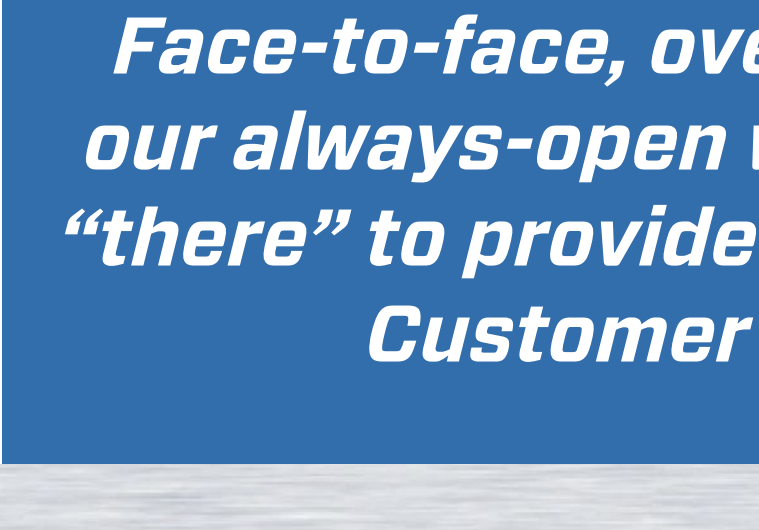 Face-to-face, ove
our always-open
“there” to provide
Customer